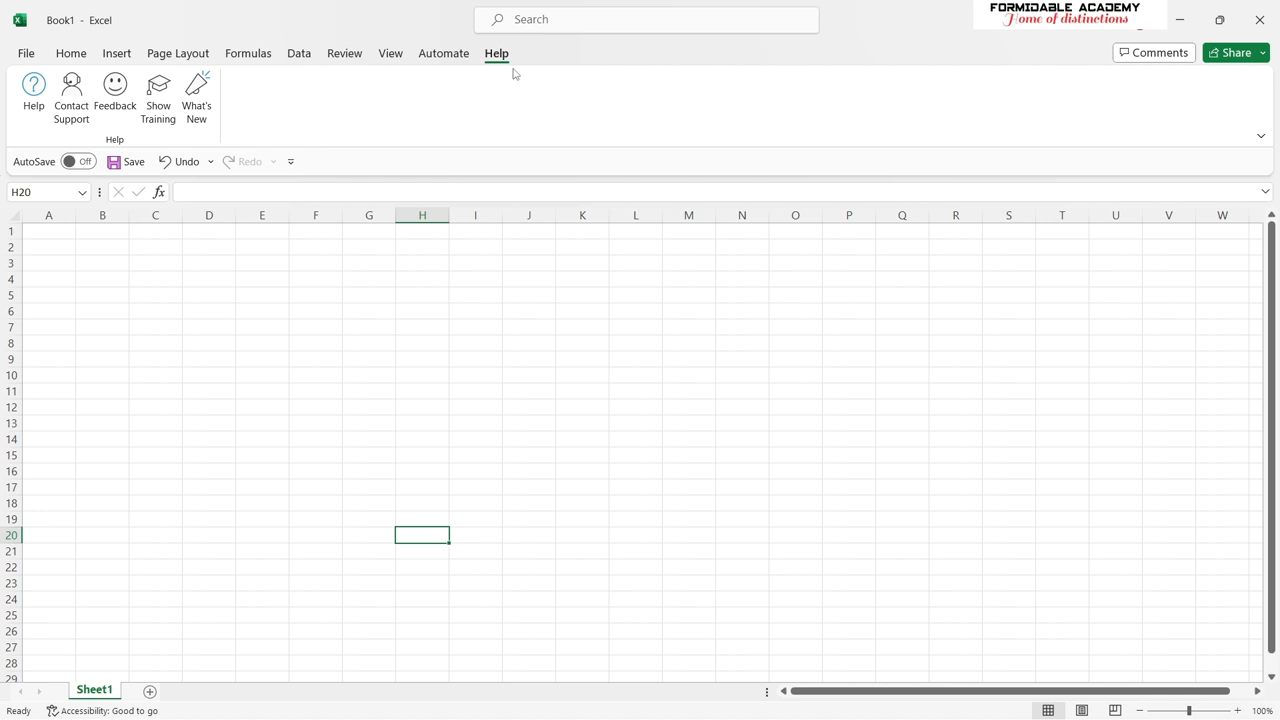 Book1 - Excel
Search
FORMIDABLE ACADEMY
Home of distinctions
File Home Insert Page Layout Formulas Data Review View Automate Help
Comments Share
Help Contact Support Feedback Show Training What's New
Help
AutoSave Off Save Undo Redo
H20 fx
A B C D E F G H I J K L M N O P Q R S T U V W
1
2
3
4
5
6
7
8
9
10
11
12
13
14
15
16
17
18
19
20
21
22
23
24
25
26
27
28
29
Sheet1
Ready Accessibility: Good to go 100%